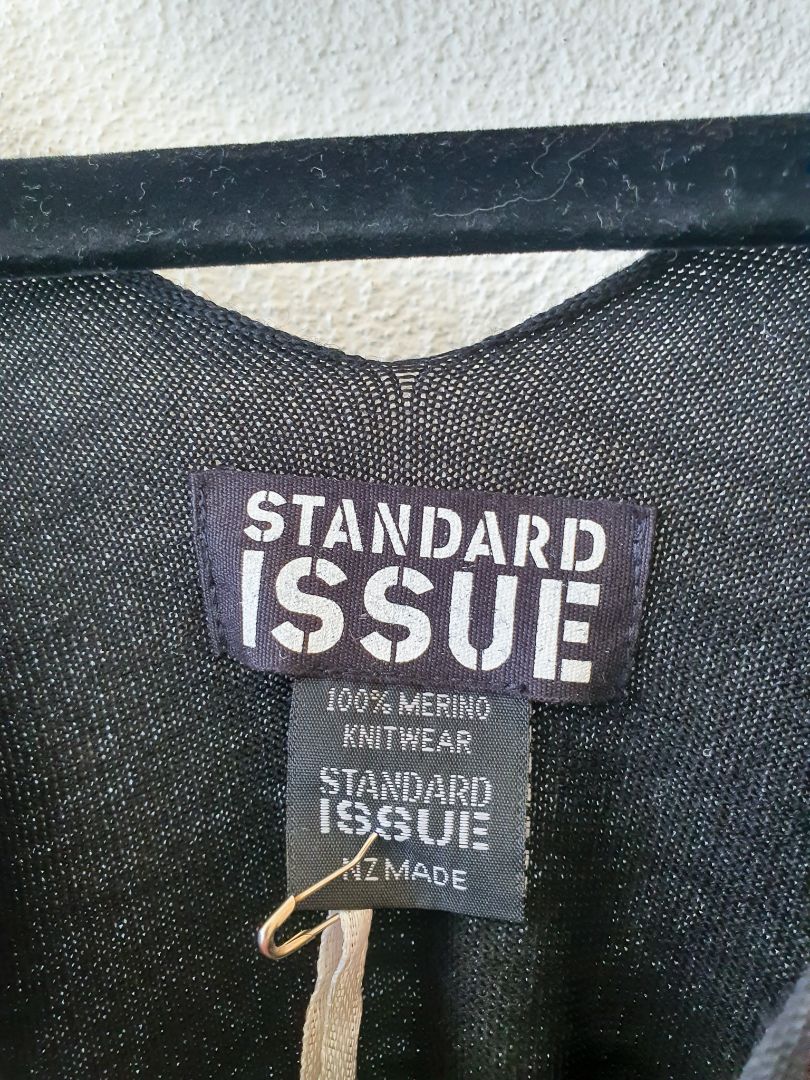 STANDARD
ISSUE
100% MERINO
KNITWEAR
STANDARD
ISSUE
NZ MADE